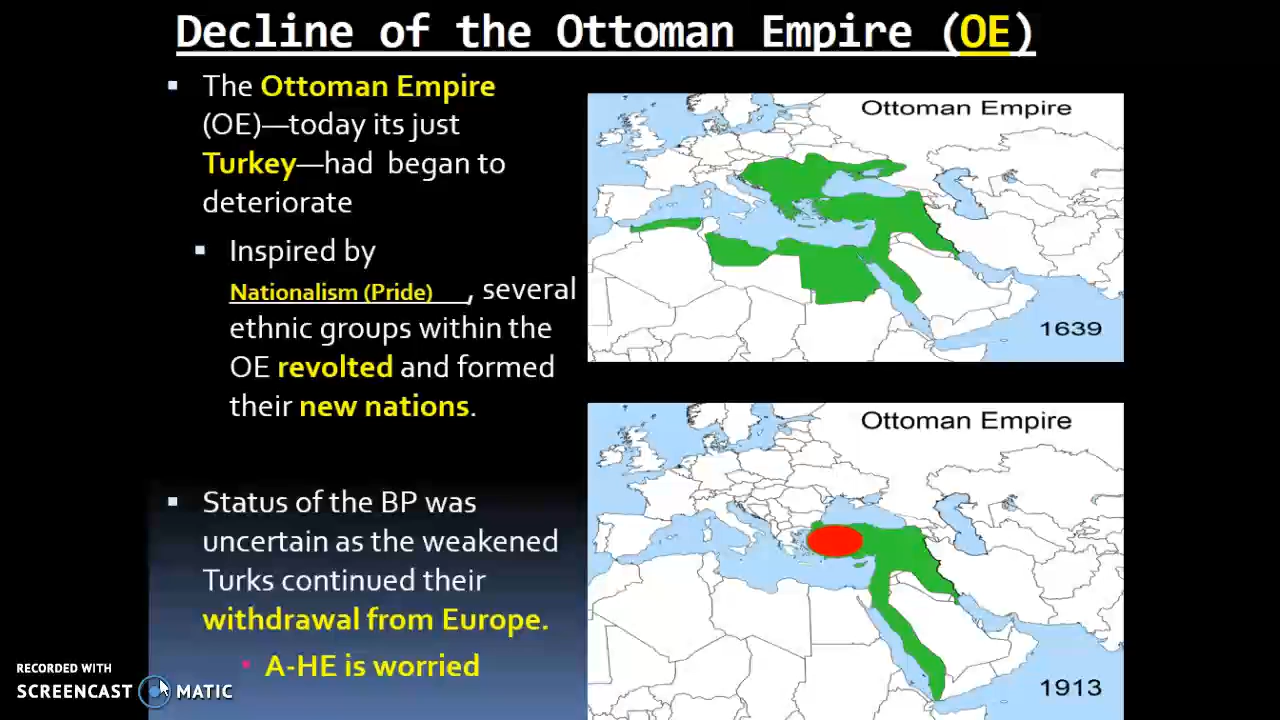 Decline of the Ottoman Empire (OE)
▪ The Ottoman Empire
(OE)—today its just
Turkey—had began to
deteriorate
▪ Inspired by
Nationalism (Pride)___, several
ethnic groups within the
OE revolted and formed
their new nations.
▪ Status of the BP was
uncertain as the weakened
Turks continued their
withdrawal from Europe.
• A-HE is worried
Ottoman Empire
1639
Ottoman Empire
1913
RECORDED WITH
SCREENCAST MATIC